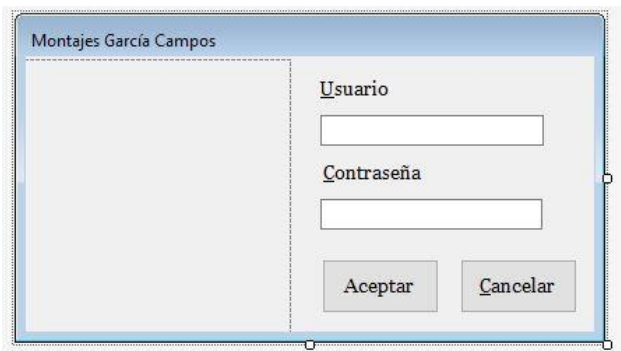 Montajes García Campos
Usuario
Contraseña
Aceptar
Cancelar